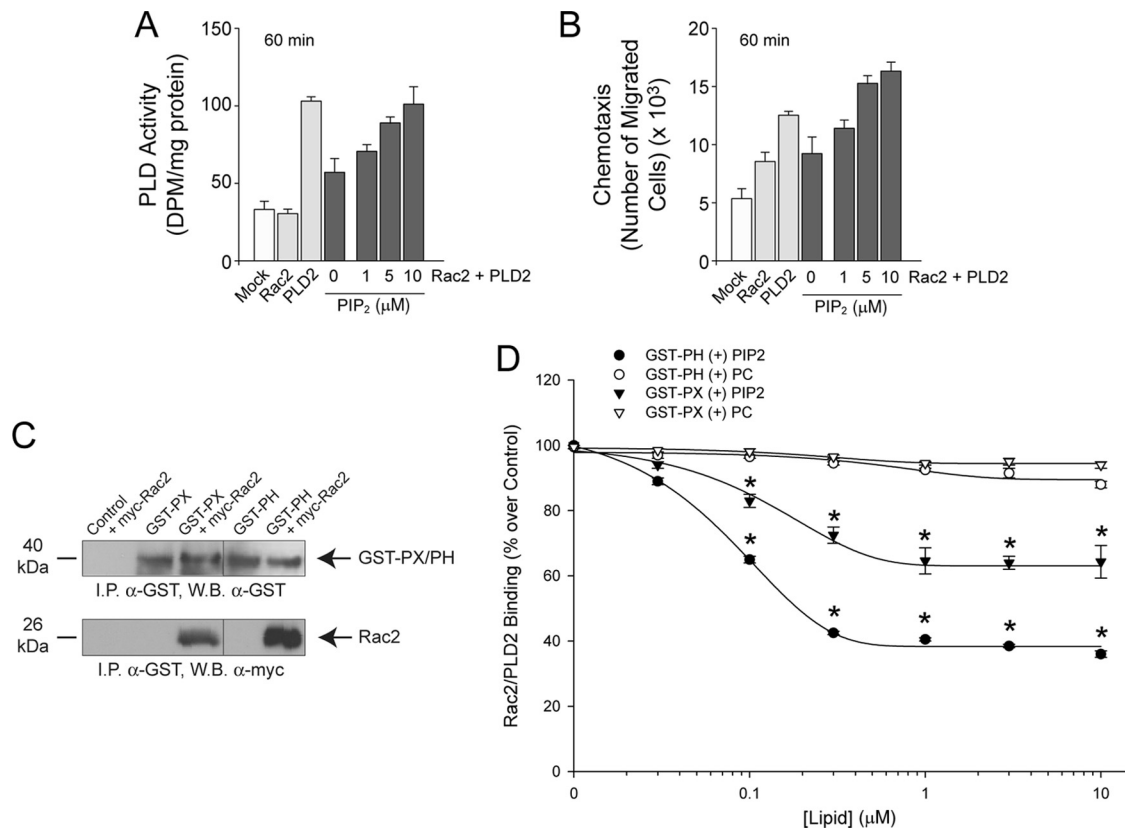 A
60 min
PLD Activity
(DPM/mg protein)
150
100
50
0
Mock
Rac2
PLD2
0 1 5 10 Rac2 + PLD2
PIP₂ (μM)
B
60 min
Chemotaxis
(Number of Migrated
Cells) (x 10³)
20
15
10
5
0
Mock
Rac2
PLD2
0 1 5 10 Rac2 + PLD2
PIP₂ (μM)
C
Control
+ myc-Rac2
GST-PX
GST-PX
+ myc-Rac2
GST-PH
GST-PH
+ myc-Rac2
40
kDa
GST-PX/PH
I.P. α-GST, W.B. α-GST
26
kDa
Rac2
I.P. α-GST, W.B. α-myc
D
GST-PH (+) PIP2
GST-PH (+) PC
GST-PX (+) PIP2
GST-PX (+) PC
Rac2/PLD2 Binding (% over Control)
120
100
80
60
40
20
0
* * * * *
* * * * *
0 0.1 1 10
[Lipid] (μM)